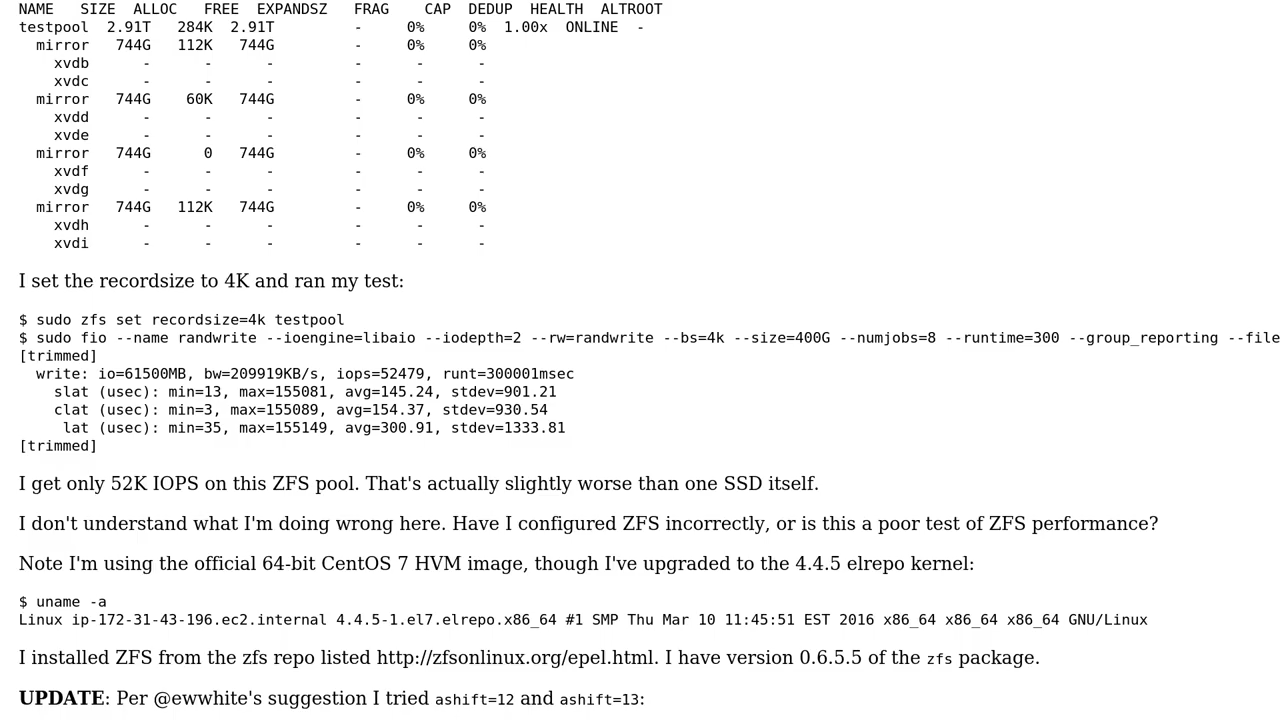 NAME   SIZE  ALLOC   FREE  EXPANDSZ   FRAG    CAP  DEDUP  HEALTH  ALTROOT
testpool  2.91T   284K  2.91T         -     0%     0%  1.00x  ONLINE  -
  mirror   744G   112K   744G         -     0%     0%
    xvdb      -      -      -         -      -      -
    xvdc      -      -      -         -      -      -
  mirror   744G    60K   744G         -     0%     0%
    xvdd      -      -      -         -      -      -
    xvde      -      -      -         -      -      -
  mirror   744G      0   744G         -     0%     0%
    xvdf      -      -      -         -      -      -
    xvdg      -      -      -         -      -      -
  mirror   744G   112K   744G         -     0%     0%
    xvdh      -      -      -         -      -      -
    xvdi      -      -      -         -      -      -
I set the recordsize to 4K and ran my test:
$ sudo zfs set recordsize=4k testpool
$ sudo fio --name randwrite --ioengine=libaio --iodepth=2 --rw=randwrite --bs=4k --size=400G --numjobs=8 --runtime=300 --group_reporting --file
[trimmed]
  write: io=61500MB, bw=209919KB/s, iops=52479, runt=300001msec
    slat (usec): min=13, max=155081, avg=145.24, stdev=901.21
    clat (usec): min=3, max=155089, avg=154.37, stdev=930.54
     lat (usec): min=35, max=155149, avg=300.91, stdev=1333.81
[trimmed]
I get only 52K IOPS on this ZFS pool. That's actually slightly worse than one SSD itself.
I don't understand what I'm doing wrong here. Have I configured ZFS incorrectly, or is this a poor test of ZFS performance?
Note I'm using the official 64-bit CentOS 7 HVM image, though I've upgraded to the 4.4.5 elrepo kernel:
$ uname -a
Linux ip-172-31-43-196.ec2.internal 4.4.5-1.el7.elrepo.x86_64 #1 SMP Thu Mar 10 11:45:51 EST 2016 x86_64 x86_64 x86_64 GNU/Linux
I installed ZFS from the zfs repo listed http://zfsonlinux.org/epel.html. I have version 0.6.5.5 of the zfs package.
UPDATE: Per @ewwhite's suggestion I tried ashift=12 and ashift=13: